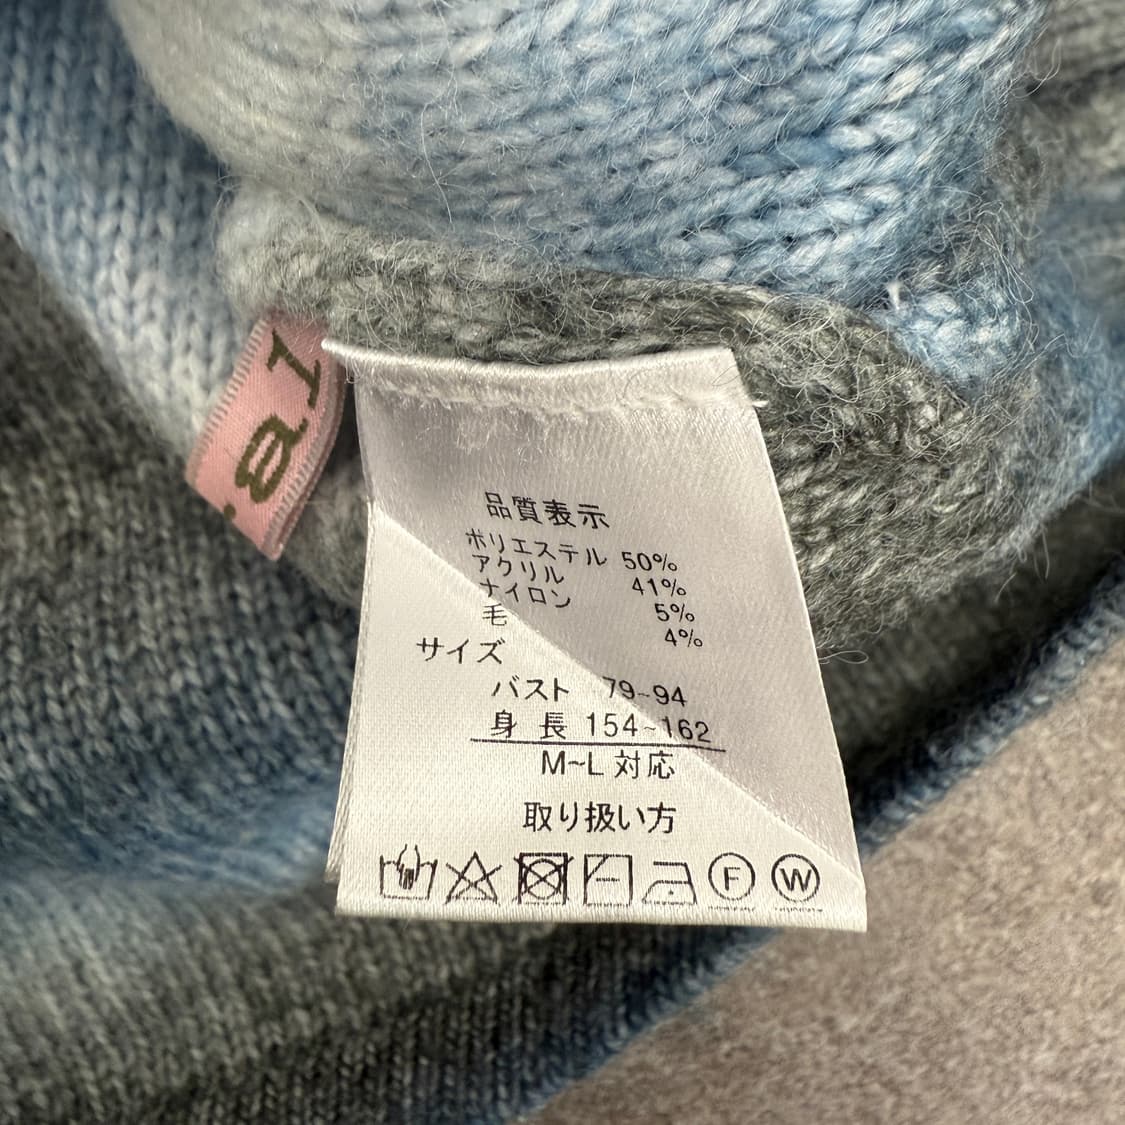 品質表示
ポリエステル 50%
アクリル 41%
ナイロン 5%
毛 4%
サイズ
バスト 79~94
身長 154~162
M~L 対応
取り扱い方
F W